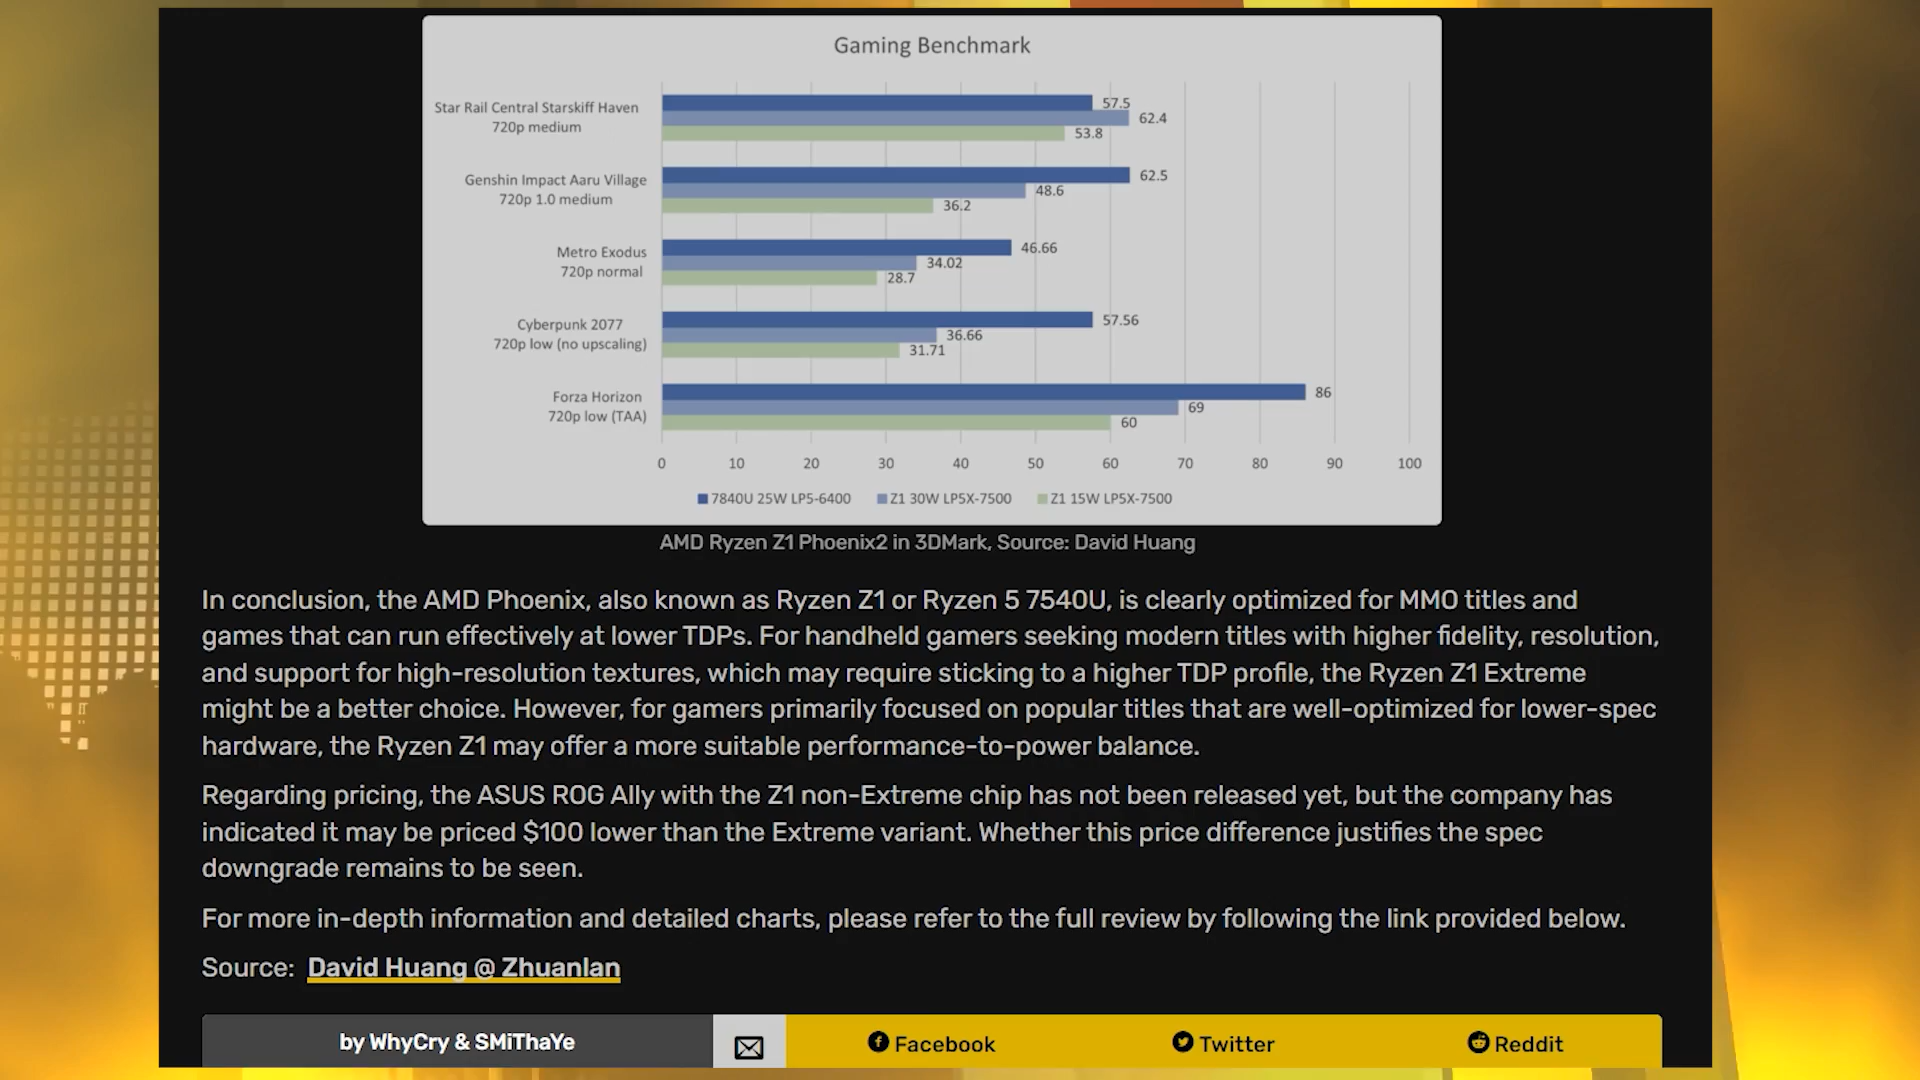 Gaming Benchmark
Star Rail Central Starskiff Haven
720p medium
57.5
62.4
53.8
Genshin Impact Aaru Village
720p 1.0 medium
62.5
48.6
36.2
Metro Exodus
720p normal
46.66
34.02
28.7
Cyberpunk 2077
720p low (no upscaling)
57.56
36.66
31.71
Forza Horizon
720p low (TAA)
86
69
60
0 10 20 30 40 50 60 70 80 90 100
7840U 25W LP5-6400 Z1 30W LP5X-7500 Z1 15W LP5X-7500
AMD Ryzen Z1 Phoenix2 in 3DMark, Source: David Huang
In conclusion, the AMD Phoenix, also known as Ryzen Z1 or Ryzen 5 7540U, is clearly optimized for MMO titles and
games that can run effectively at lower TDPs. For handheld gamers seeking modern titles with higher fidelity, resolution,
and support for high-resolution textures, which may require sticking to a higher TDP profile, the Ryzen Z1 Extreme
might be a better choice. However, for gamers primarily focused on popular titles that are well-optimized for lower-spec
hardware, the Ryzen Z1 may offer a more suitable performance-to-power balance.
Regarding pricing, the ASUS ROG Ally with the Z1 non-Extreme chip has not been released yet, but the company has
indicated it may be priced $100 lower than the Extreme variant. Whether this price difference justifies the spec
downgrade remains to be seen.
For more in-depth information and detailed charts, please refer to the full review by following the link provided below.
Source: David Huang @ Zhuanlan
by WhyCry & SMiThaYe Facebook Twitter Reddit